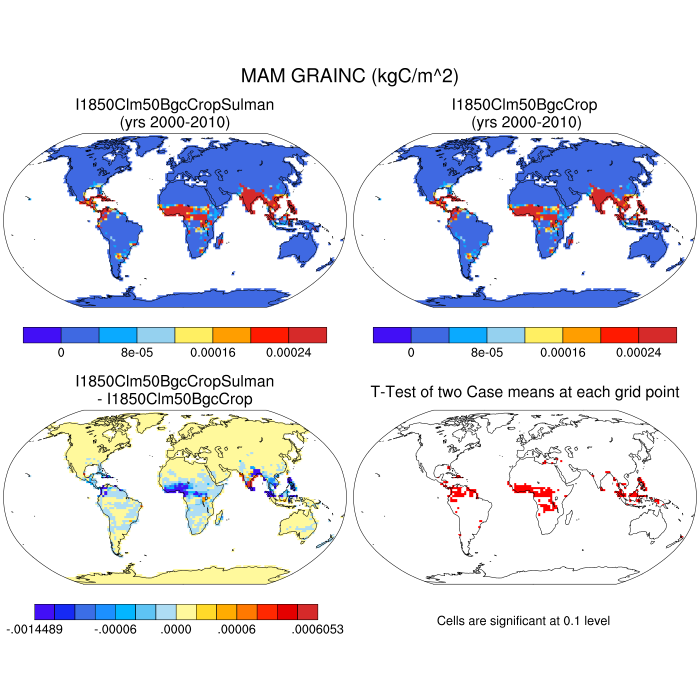 MAM GRAINC (kgC/m^2)
I1850Clm50BgcCropSulman
(yrs 2000-2010)
I1850Clm50BgcCrop
(yrs 2000-2010)
0 8e-05 0.00016 0.00024
0 8e-05 0.00016 0.00024
I1850Clm50BgcCropSulman
- I1850Clm50BgcCrop
T-Test of two Case means at each grid point
-.0014489 -.00006 .0000 .00006 .0006053
Cells are significant at 0.1 level